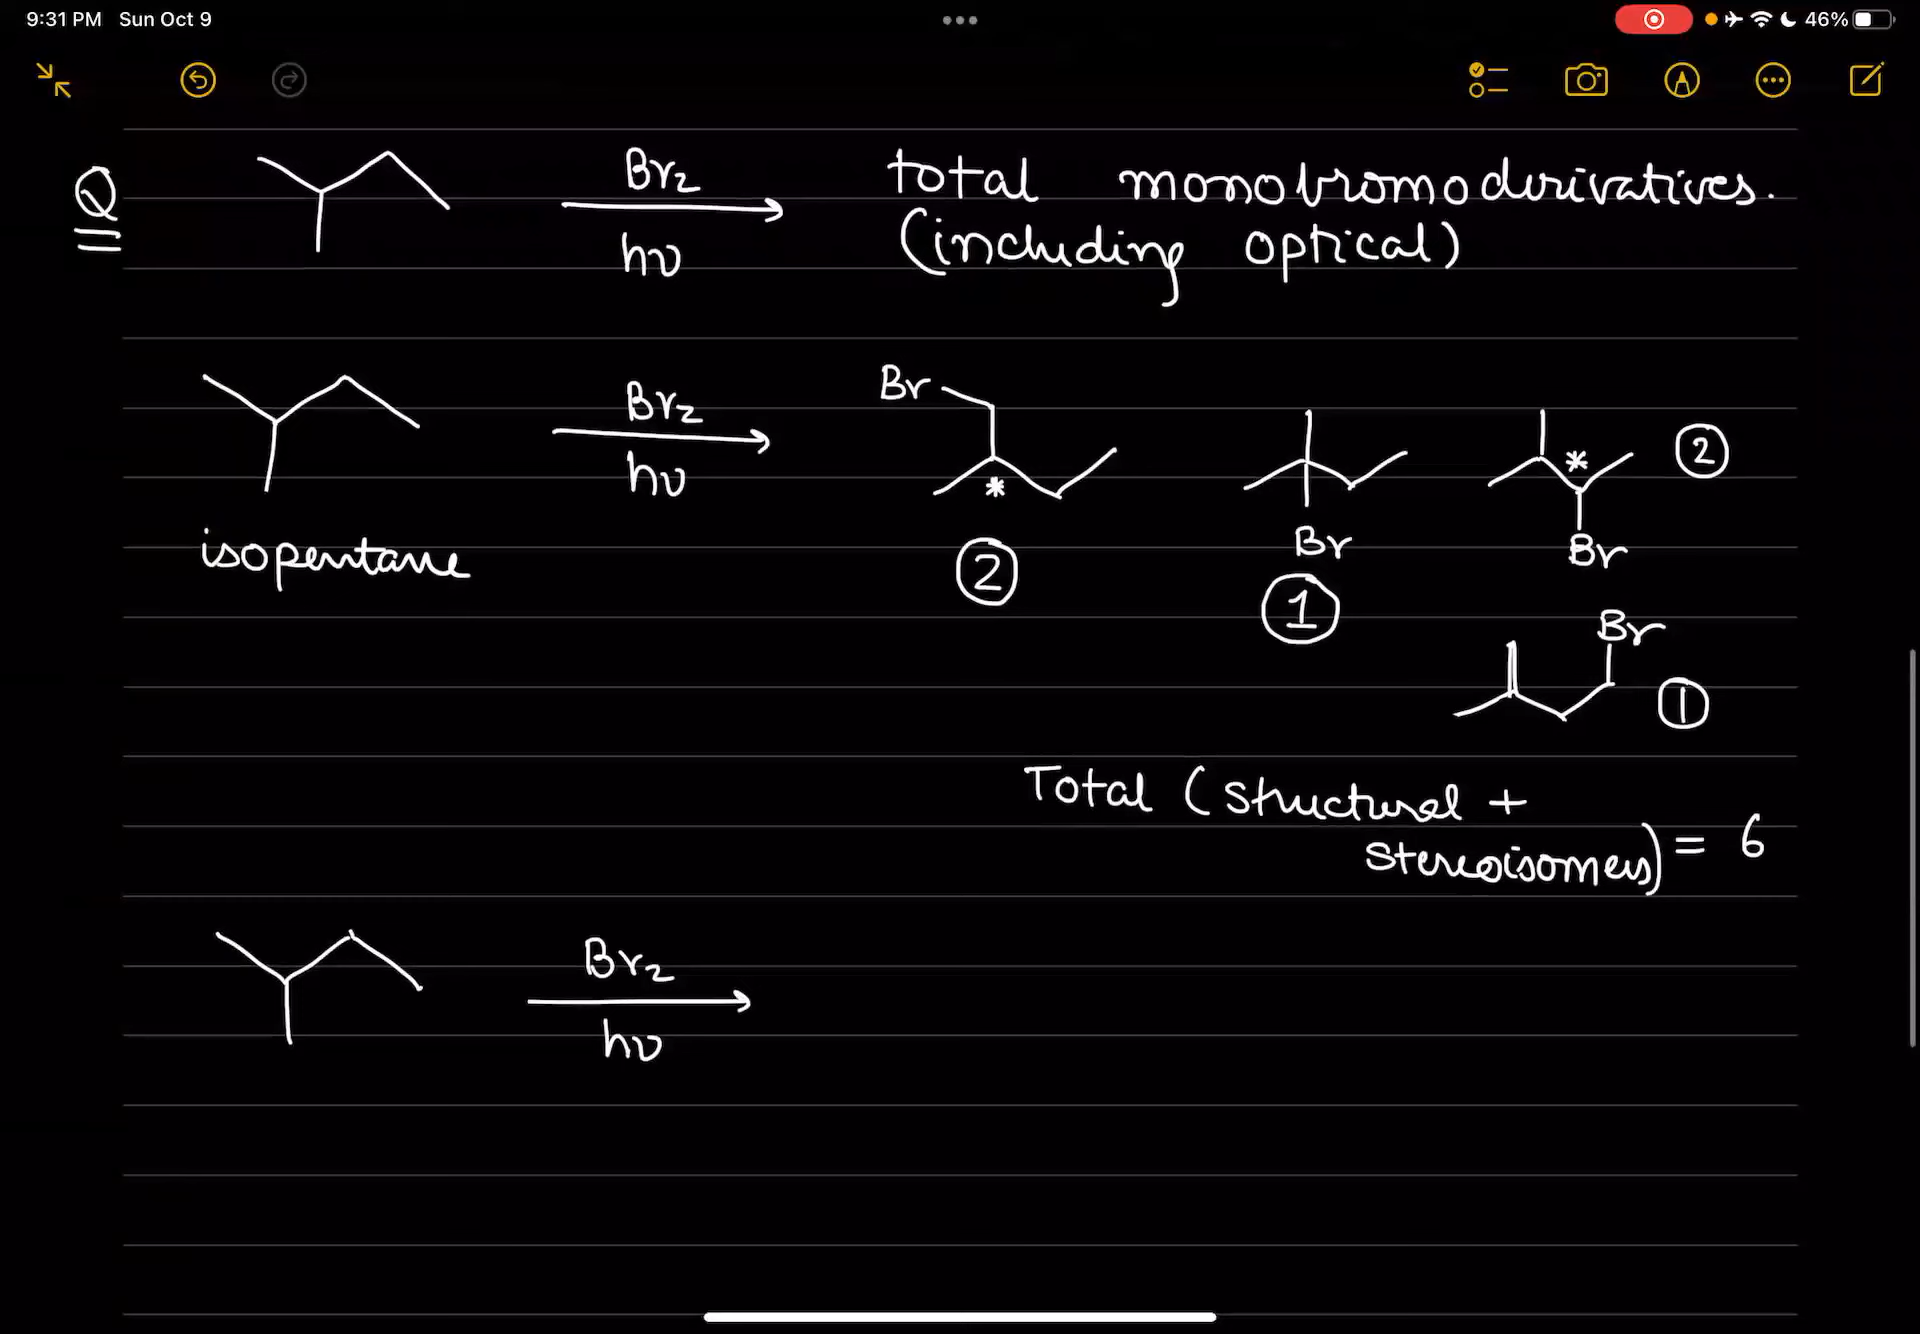 9:31 PM Sun Oct 9
46%
Q
Br2
hν
total monobromoderivatives.
(including optical)
Br2
hν
isopentane
Br
*
2
Br
1
*
Br
2
Br
1
Total (structural +
stereoisomers) = 6
Br2
hν